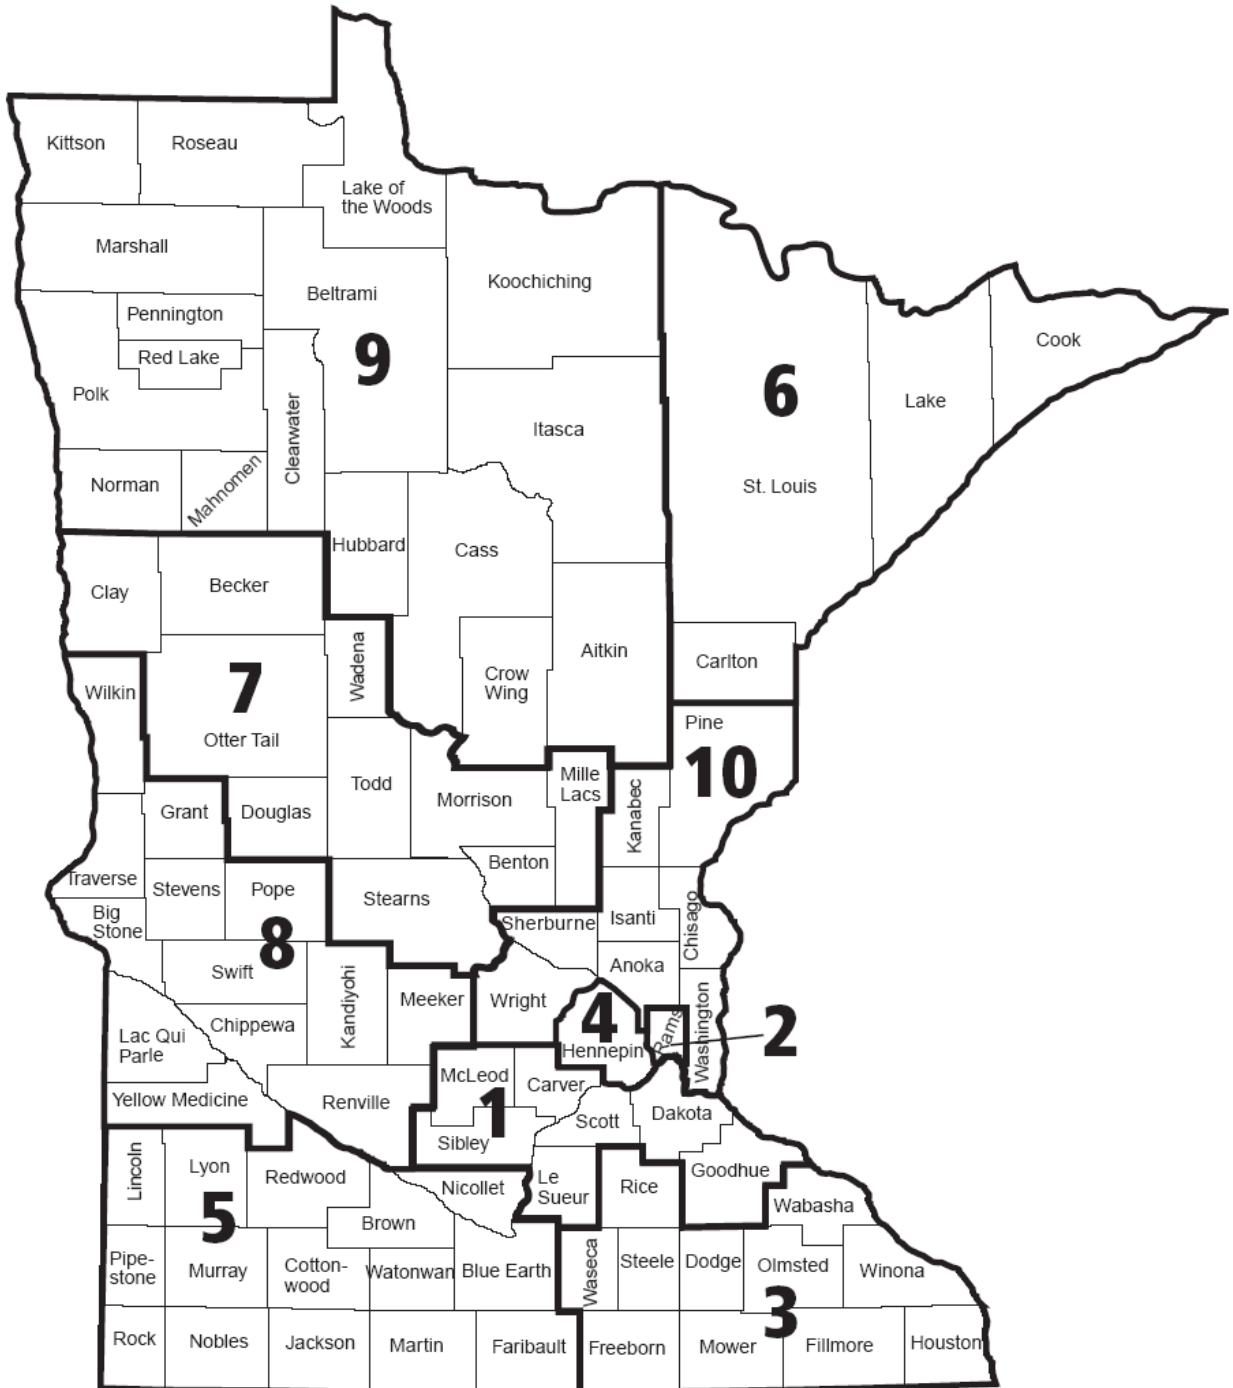 Kittson
Roseau
Lake of
the Woods
Marshall
Koochiching
Beltrami
Pennington
Red Lake
Polk
9
Cook
6
Lake
Clearwater
Itasca
Norman
Mahnomen
St. Louis
Hubbard
Cass
Clay
Becker
Wadena
Aitkin
Carlton
Wilkin
7
Crow
Wing
Otter Tail
Pine
10
Mille
Lacs
Todd
Morrison
Grant
Douglas
Kanabec
Benton
Traverse
Stevens
Pope
Stearns
Big
Stone
8
Sherburne
Isanti
Chisago
Swift
Anoka
Kandiyohi
Meeker
Wright
4
Chippewa
Lac Qui
Parle
Hennepin
Rams
Washington
2
McLeod
Carver
1
Yellow Medicine
Renville
Scott
Dakota
Sibley
Lincoln
Lyon
Redwood
Nicollet
Le
Sueur
Rice
Goodhue
Wabasha
5
Brown
Pipe-
stone
Murray
Cotton-
wood
Watonwan
Blue Earth
Waseca
Steele
Dodge
Olmsted
Winona
3
Rock
Nobles
Jackson
Martin
Faribault
Freeborn
Mower
Fillmore
Houston